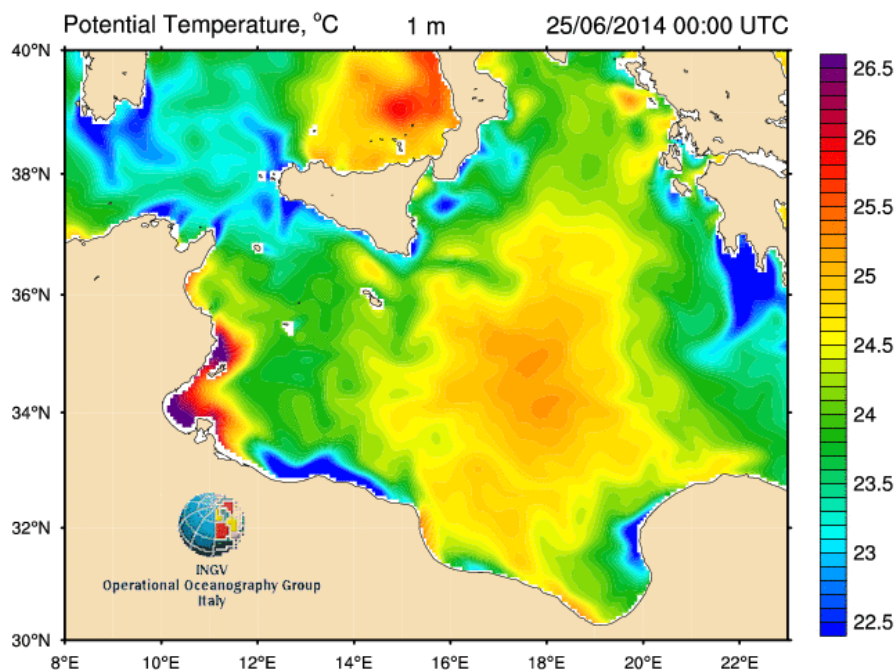 Potential Temperature, °C 1 m 25/06/2014 00:00 UTC
40°N
38°N
36°N
34°N
32°N
30°N
8°E 10°E 12°E 14°E 16°E 18°E 20°E 22°E
26.5
26
25.5
25
24.5
24
23.5
23
22.5
INGV
Operational Oceanography Group
Italy